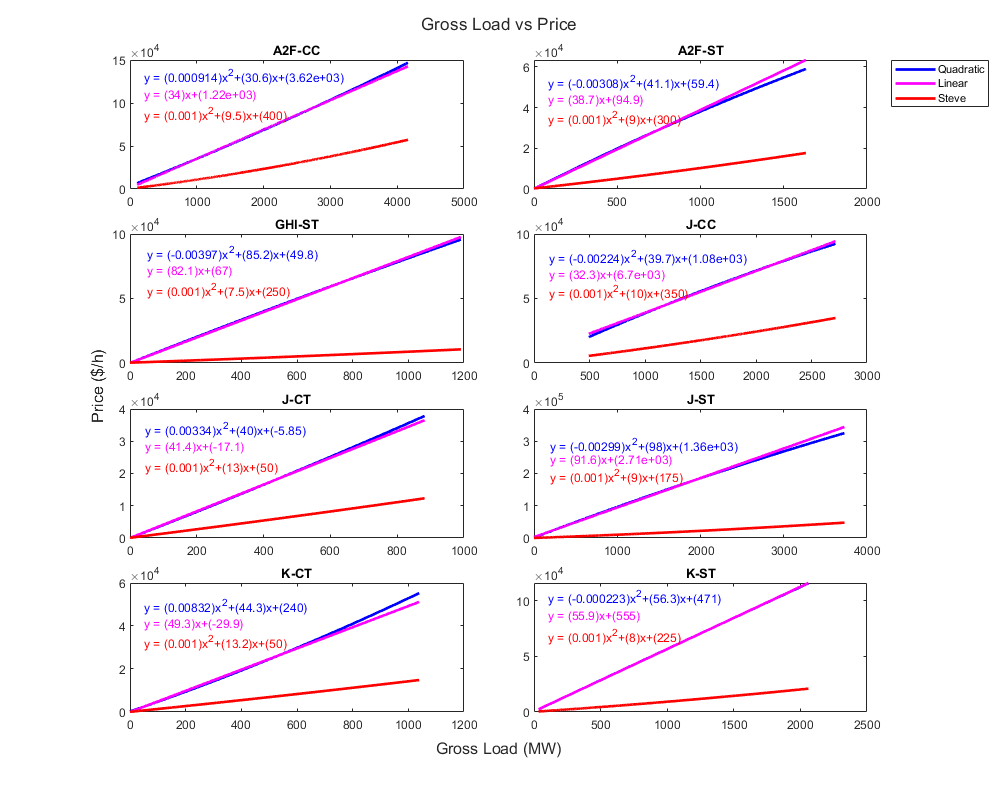 Gross Load vs Price
A2F-CC
×10^4
y = (0.000914)x^2+(30.6)x+(3.62e+03)
y = (34)x+(1.22e+03)
y = (0.001)x^2+(9.5)x+(400)
15
10
5
0
0 1000 2000 3000 4000 5000
A2F-ST
×10^4
y = (-0.00308)x^2+(41.1)x+(59.4)
y = (38.7)x+(94.9)
y = (0.001)x^2+(9)x+(300)
6
4
2
0
0 500 1000 1500 2000
Quadratic
Linear
Steve
GHI-ST
×10^4
y = (-0.00397)x^2+(85.2)x+(49.8)
y = (82.1)x+(67)
y = (0.001)x^2+(7.5)x+(250)
10
5
0
0 200 400 600 800 1000 1200
J-CC
×10^4
y = (-0.00224)x^2+(39.7)x+(1.08e+03)
y = (32.3)x+(6.7e+03)
y = (0.001)x^2+(10)x+(350)
10
5
0
0 500 1000 1500 2000 2500 3000
Price ($/h)
J-CT
×10^4
y = (0.00334)x^2+(40)x+(-5.85)
y = (41.4)x+(-17.1)
y = (0.001)x^2+(13)x+(50)
4
3
2
1
0
0 200 400 600 800 1000
J-ST
×10^5
y = (-0.00299)x^2+(98)x+(1.36e+03)
y = (91.6)x+(2.71e+03)
y = (0.001)x^2+(9)x+(175)
4
3
2
1
0
0 1000 2000 3000 4000
K-CT
×10^4
y = (0.00832)x^2+(44.3)x+(240)
y = (49.3)x+(-29.9)
y = (0.001)x^2+(13.2)x+(50)
6
4
2
0
0 200 400 600 800 1000 1200
K-ST
×10^4
y = (-0.000223)x^2+(56.3)x+(471)
y = (55.9)x+(555)
y = (0.001)x^2+(8)x+(225)
10
5
0
0 500 1000 1500 2000 2500
Gross Load (MW)